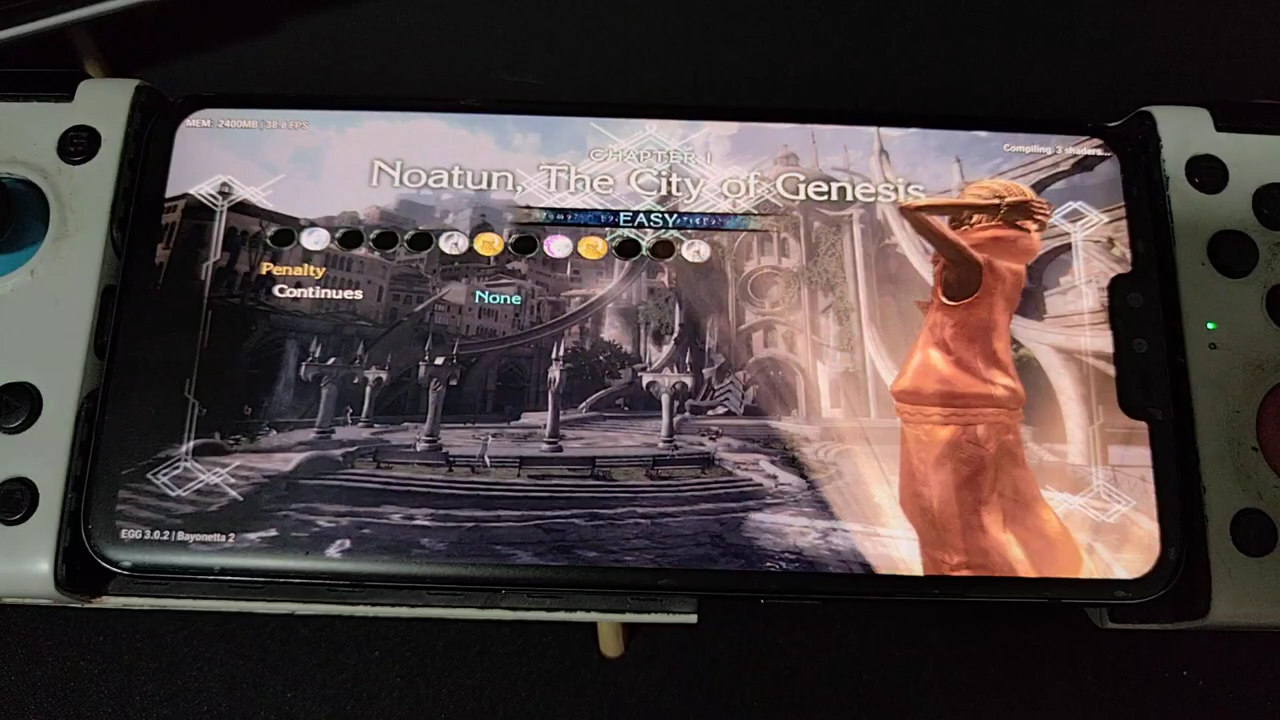 MEM: 2400MB | 38.8 FPS
Compiling 3 shaders...
CHAPTER I
Noatun, The City of Genesis
EASY
Penalty
Continues None
EGG 3.0.2 | Bayonetta 2